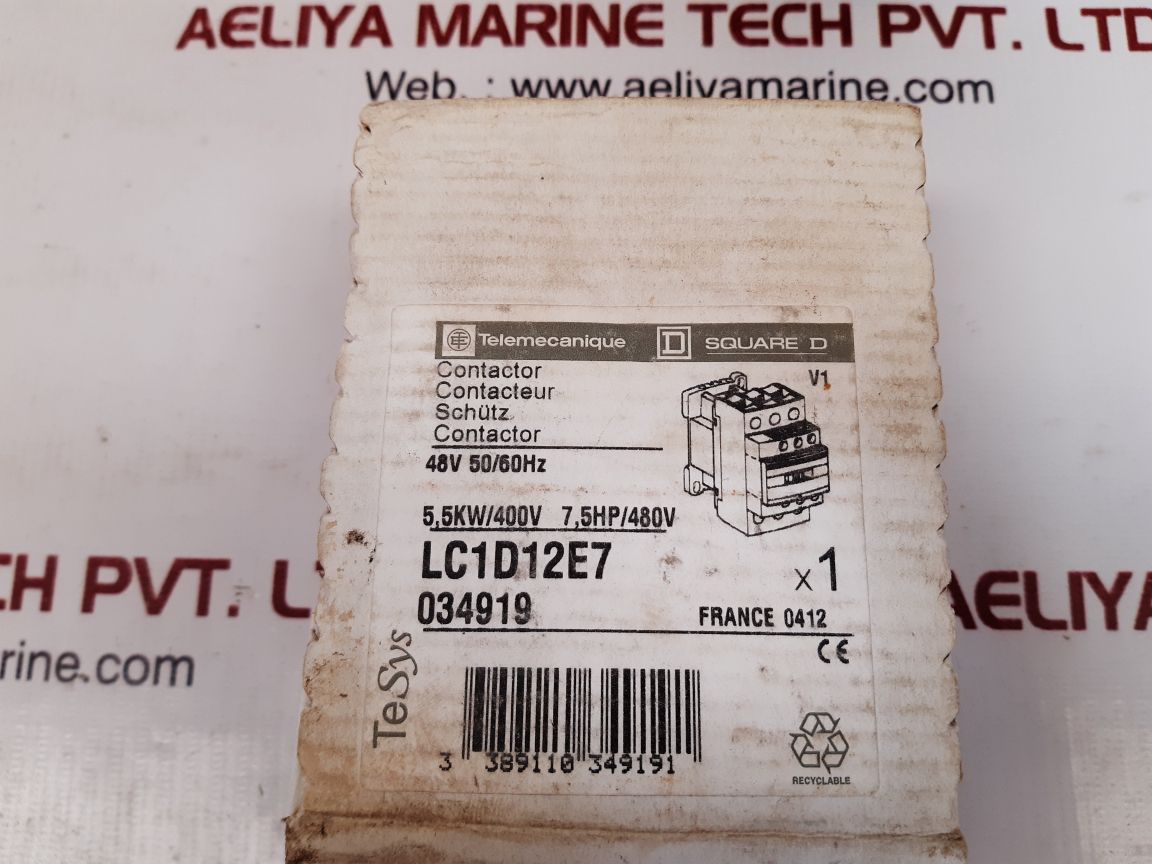 AELIYA MARINE TECH PVT. LTD
Web. : www.aeliyamarine.com
Telemecanique D SQUARE D
Contactor
Contacteur
Schütz
Contactor
V1
48V 50/60Hz
5,5KW/400V 7,5HP/480V
LC1D12E7
x 1
034919
FRANCE 0412
CE
TeSys
3 389110 349191
RECYCLABLE
CH PVT. L
AELIYA
rine.com